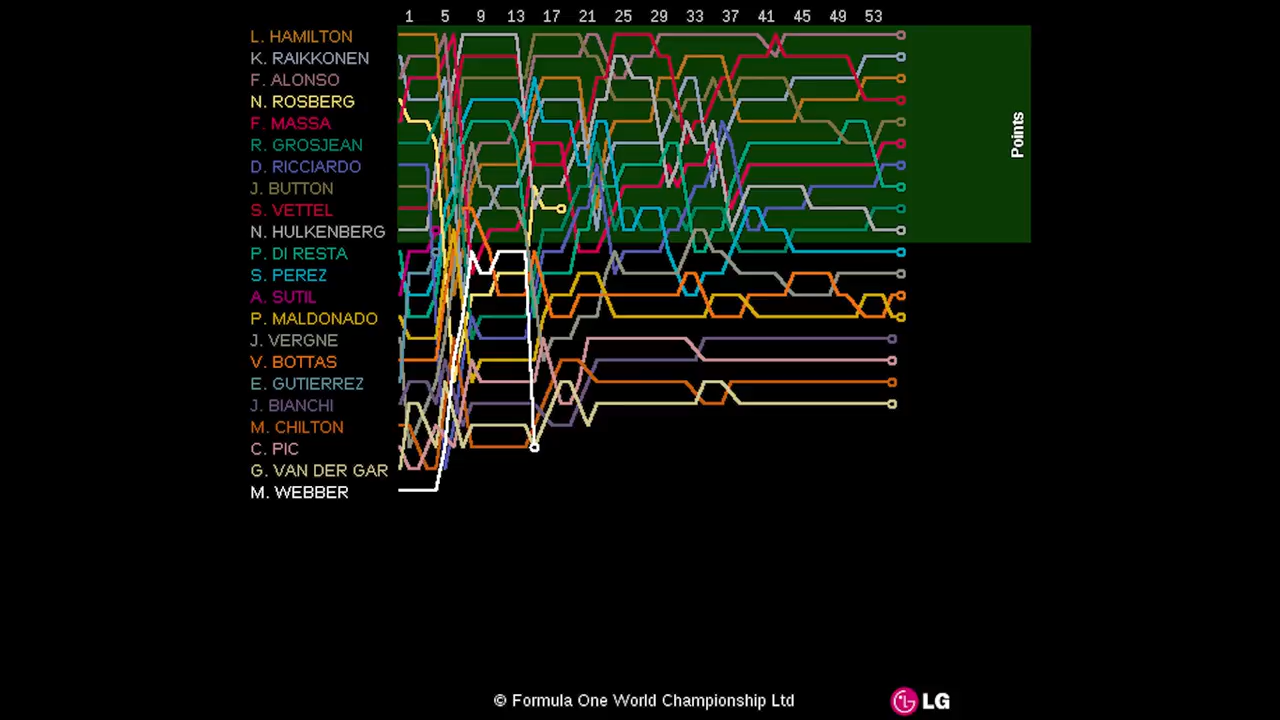 1 5 9 13 17 21 25 29 33 37 41 45 49 53
L. HAMILTON
K. RAIKKONEN
F. ALONSO
N. ROSBERG
F. MASSA
R. GROSJEAN
D. RICCIARDO
J. BUTTON
S. VETTEL
N. HULKENBERG
P. DI RESTA
S. PEREZ
A. SUTIL
P. MALDONADO
J. VERGNE
V. BOTTAS
E. GUTIERREZ
J. BIANCHI
M. CHILTON
C. PIC
G. VAN DER GAR
M. WEBBER
Points
© Formula One World Championship Ltd
LG